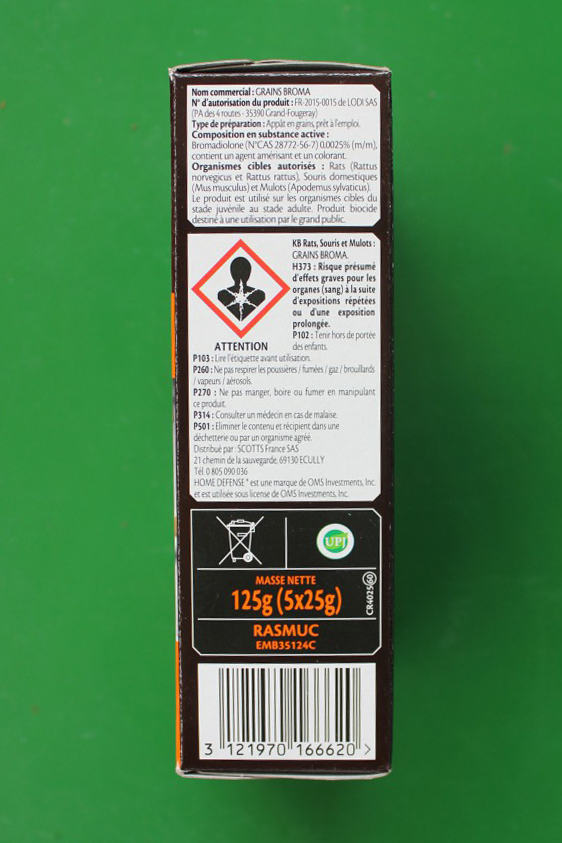 Nom commercial : GRAINS BROMA
N° d'autorisation du produit : FR-2015-0015 de LODI SAS
(PA des 4 routes - 35390 Grand-Fougeray)
Type de préparation : Appât en grains, prêt à l'emploi.
Composition en substance active :
Bromadiolone (N°CAS 28772-56-7) 0,0025% (m/m),
contient un agent amérisant et un colorant.
Organismes cibles autorisés : Rats (Rattus
norvegicus et Rattus rattus), Souris domestiques
(Mus musculus) et Mulots (Apodemus sylvaticus).
Le produit est utilisé sur les organismes cibles du
stade juvénile au stade adulte. Produit biocide
destiné à une utilisation par le grand public.
KB Rats, Souris et Mulots :
GRAINS BROMA.
H373 : Risque présumé
d'effets graves pour les
organes (sang) à la suite
d'expositions répétées
ou d'une exposition
prolongée.
P102 : Tenir hors de portée
des enfants.
ATTENTION
P103 : Lire l'étiquette avant utilisation.
P260 : Ne pas respirer les poussières / fumées / gaz / brouillards
/ vapeurs / aérosols.
P270 : Ne pas manger, boire ou fumer en manipulant
ce produit.
P314 : Consulter un médecin en cas de malaise.
P501 : Eliminer le contenu et récipient dans une
déchetterie ou par un organisme agréé.
Distribué par : SCOTTS France SAS
21 chemin de la sauvegarde, 69130 ECULLY
Tél. 0 805 090 036
HOME DEFENSE ® est une marque de OMS Investments, Inc.
et est utilisée sous license de OMS Investments, Inc.
UPJ
MASSE NETTE
125g (5x25g)
CR4025 60
RASMUC
EMB35124C
3 121970 166620 >